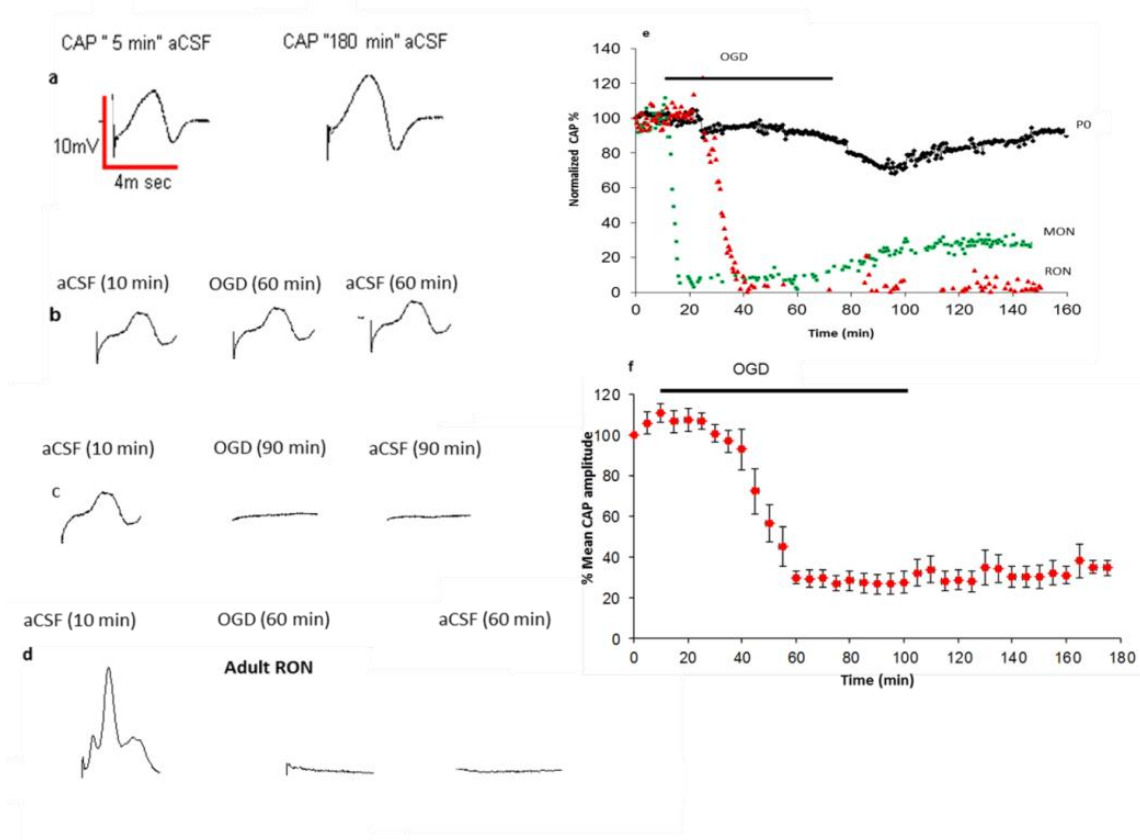 CAP " 5 min" aCSF
CAP "180 min" aCSF
a
10mV
4m sec
aCSF (10 min)
OGD (60 min)
aCSF (60 min)
b
aCSF (10 min)
OGD (90 min)
aCSF (90 min)
c
aCSF (10 min)
OGD (60 min)
aCSF (60 min)
d
Adult RON
e
OGD
140
120
100
80
60
40
20
0
Normalized CAP %
P0
MON
RON
0 20 40 60 80 100 120 140 160
Time (min)
f
OGD
120
100
80
60
40
20
0
% Mean CAP amplitude
0 20 40 60 80 100 120 140 160 180
Time (min)